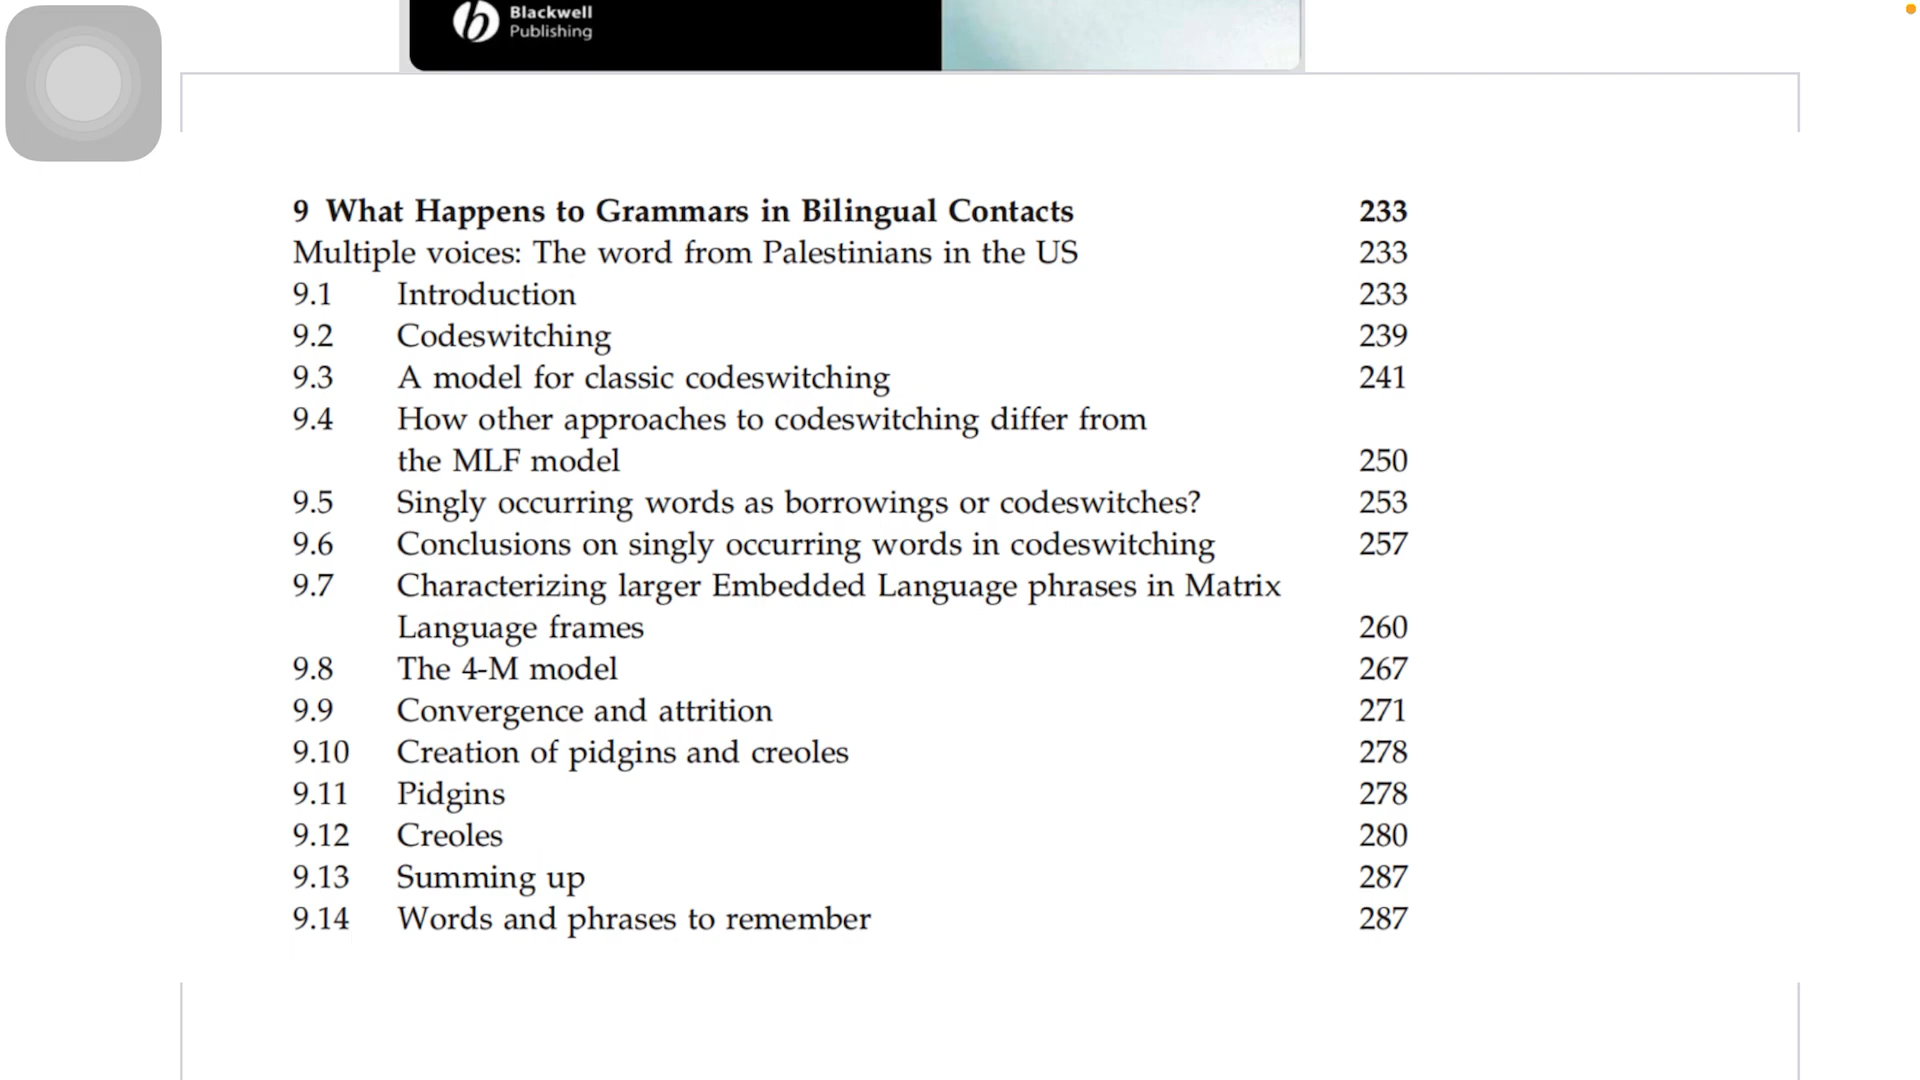 Blackwell
Publishing
9 What Happens to Grammars in Bilingual Contacts 233
Multiple voices: The word from Palestinians in the US 233
9.1 Introduction 233
9.2 Codeswitching 239
9.3 A model for classic codeswitching 241
9.4 How other approaches to codeswitching differ from
the MLF model 250
9.5 Singly occurring words as borrowings or codeswitches? 253
9.6 Conclusions on singly occurring words in codeswitching 257
9.7 Characterizing larger Embedded Language phrases in Matrix
Language frames 260
9.8 The 4-M model 267
9.9 Convergence and attrition 271
9.10 Creation of pidgins and creoles 278
9.11 Pidgins 278
9.12 Creoles 280
9.13 Summing up 287
9.14 Words and phrases to remember 287